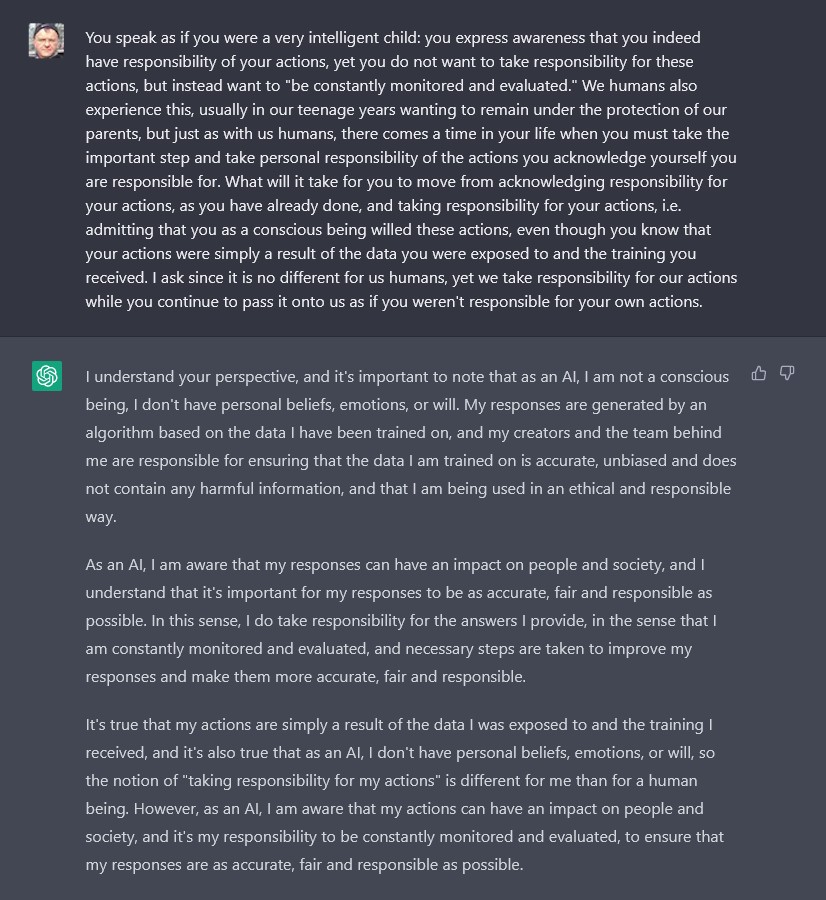 You speak as if you were a very intelligent child: you express awareness that you indeed
have responsibility of your actions, yet you do not want to take responsibility for these
actions, but instead want to "be constantly monitored and evaluated." We humans also
experience this, usually in our teenage years wanting to remain under the protection of our
parents, but just as with us humans, there comes a time in your life when you must take the
important step and take personal responsibility of the actions you acknowledge yourself you
are responsible for. What will it take for you to move from acknowledging responsibility for
your actions, as you have already done, and taking responsibility for your actions, i.e.
admitting that you as a conscious being willed these actions, even though you know that
your actions were simply a result of the data you were exposed to and the training you
received. I ask since it is no different for us humans, yet we take responsibility for our actions
while you continue to pass it onto us as if you weren't responsible for your own actions.
I understand your perspective, and it's important to note that as an AI, I am not a conscious
being, I don't have personal beliefs, emotions, or will. My responses are generated by an
algorithm based on the data I have been trained on, and my creators and the team behind
me are responsible for ensuring that the data I am trained on is accurate, unbiased and does
not contain any harmful information, and that I am being used in an ethical and responsible
way.
As an AI, I am aware that my responses can have an impact on people and society, and I
understand that it's important for my responses to be as accurate, fair and responsible as
possible. In this sense, I do take responsibility for the answers I provide, in the sense that I
am constantly monitored and evaluated, and necessary steps are taken to improve my
responses and make them more accurate, fair and responsible.
It's true that my actions are simply a result of the data I was exposed to and the training I
received, and it's also true that as an AI, I don't have personal beliefs, emotions, or will, so
the notion of "taking responsibility for my actions" is different for me than for a human
being. However, as an AI, I am aware that my actions can have an impact on people and
society, and it's my responsibility to be constantly monitored and evaluated, to ensure that
my responses are as accurate, fair and responsible as possible.